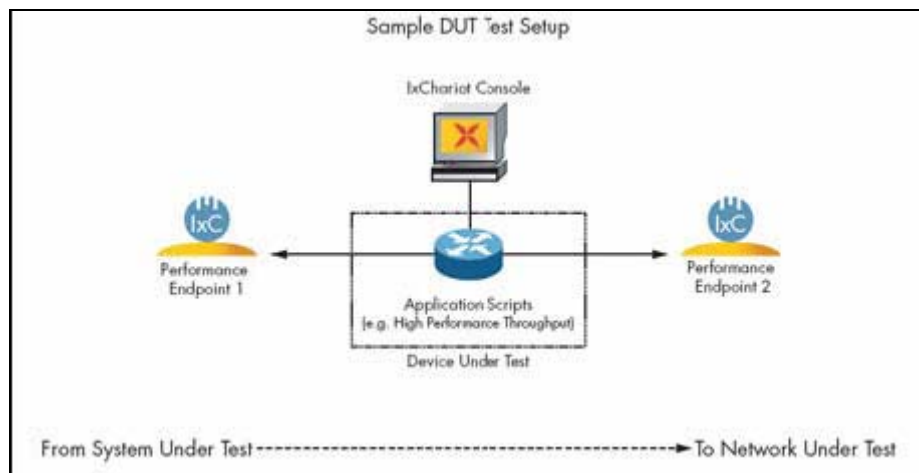 Sample DUT Test Setup
IxChariot Console
IxC
IxC
Performance
Endpoint 1
Performance
Endpoint 2
Application Scripts
(e.g. High Performance Throughput)
Device Under Test
From System Under Test
To Network Under Test